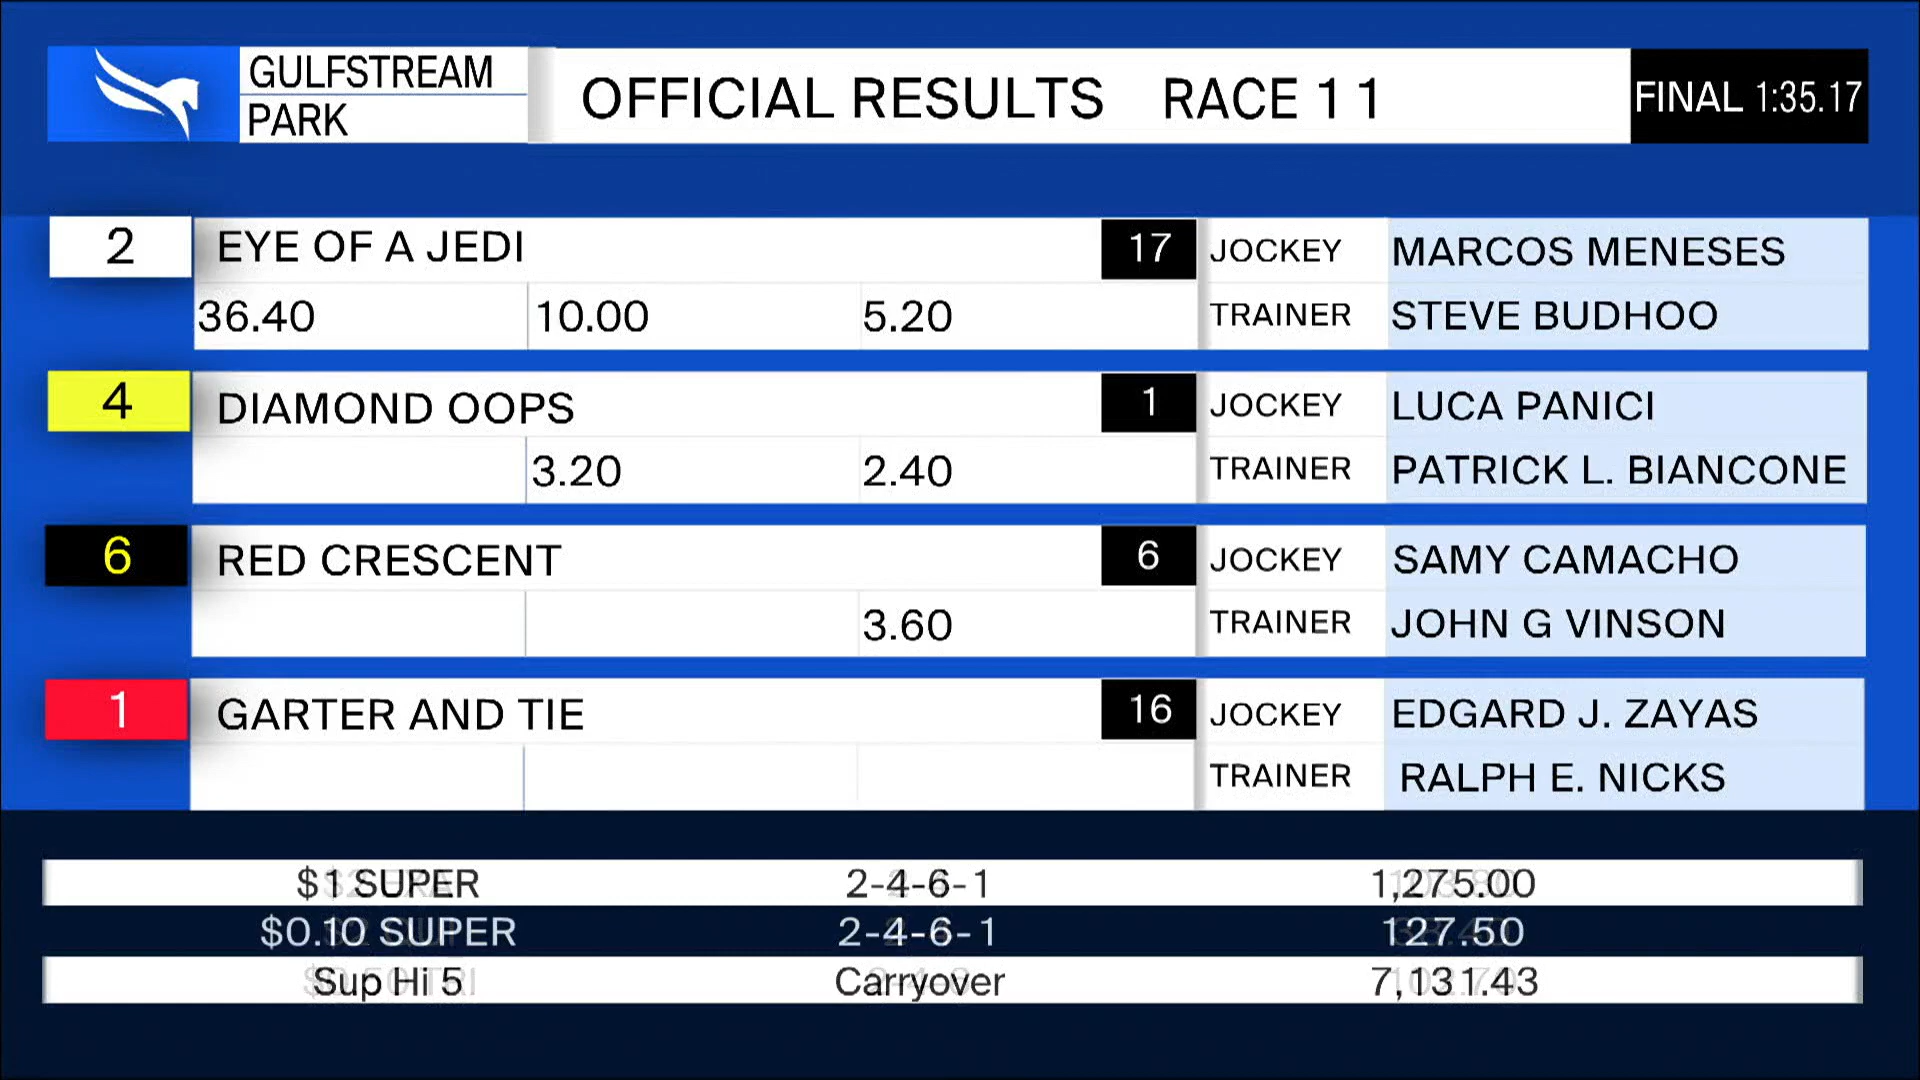 GULFSTREAM
PARK
OFFICIAL RESULTS RACE 11
FINAL 1:35.17
2 EYE OF A JEDI 17 JOCKEY MARCOS MENESES
36.40 10.00 5.20 TRAINER STEVE BUDHOO
4 DIAMOND OOPS 1 JOCKEY LUCA PANICI
3.20 2.40 TRAINER PATRICK L. BIANCONE
6 RED CRESCENT 6 JOCKEY SAMY CAMACHO
3.60 TRAINER JOHN G VINSON
1 GARTER AND TIE 16 JOCKEY EDGARD J. ZAYAS
TRAINER RALPH E. NICKS
$1 SUPER 2-4-6-1 1,275.00
$0.10 SUPER 2-4-6-1 127.50
Sup Hi 5 Carryover 7,131.43